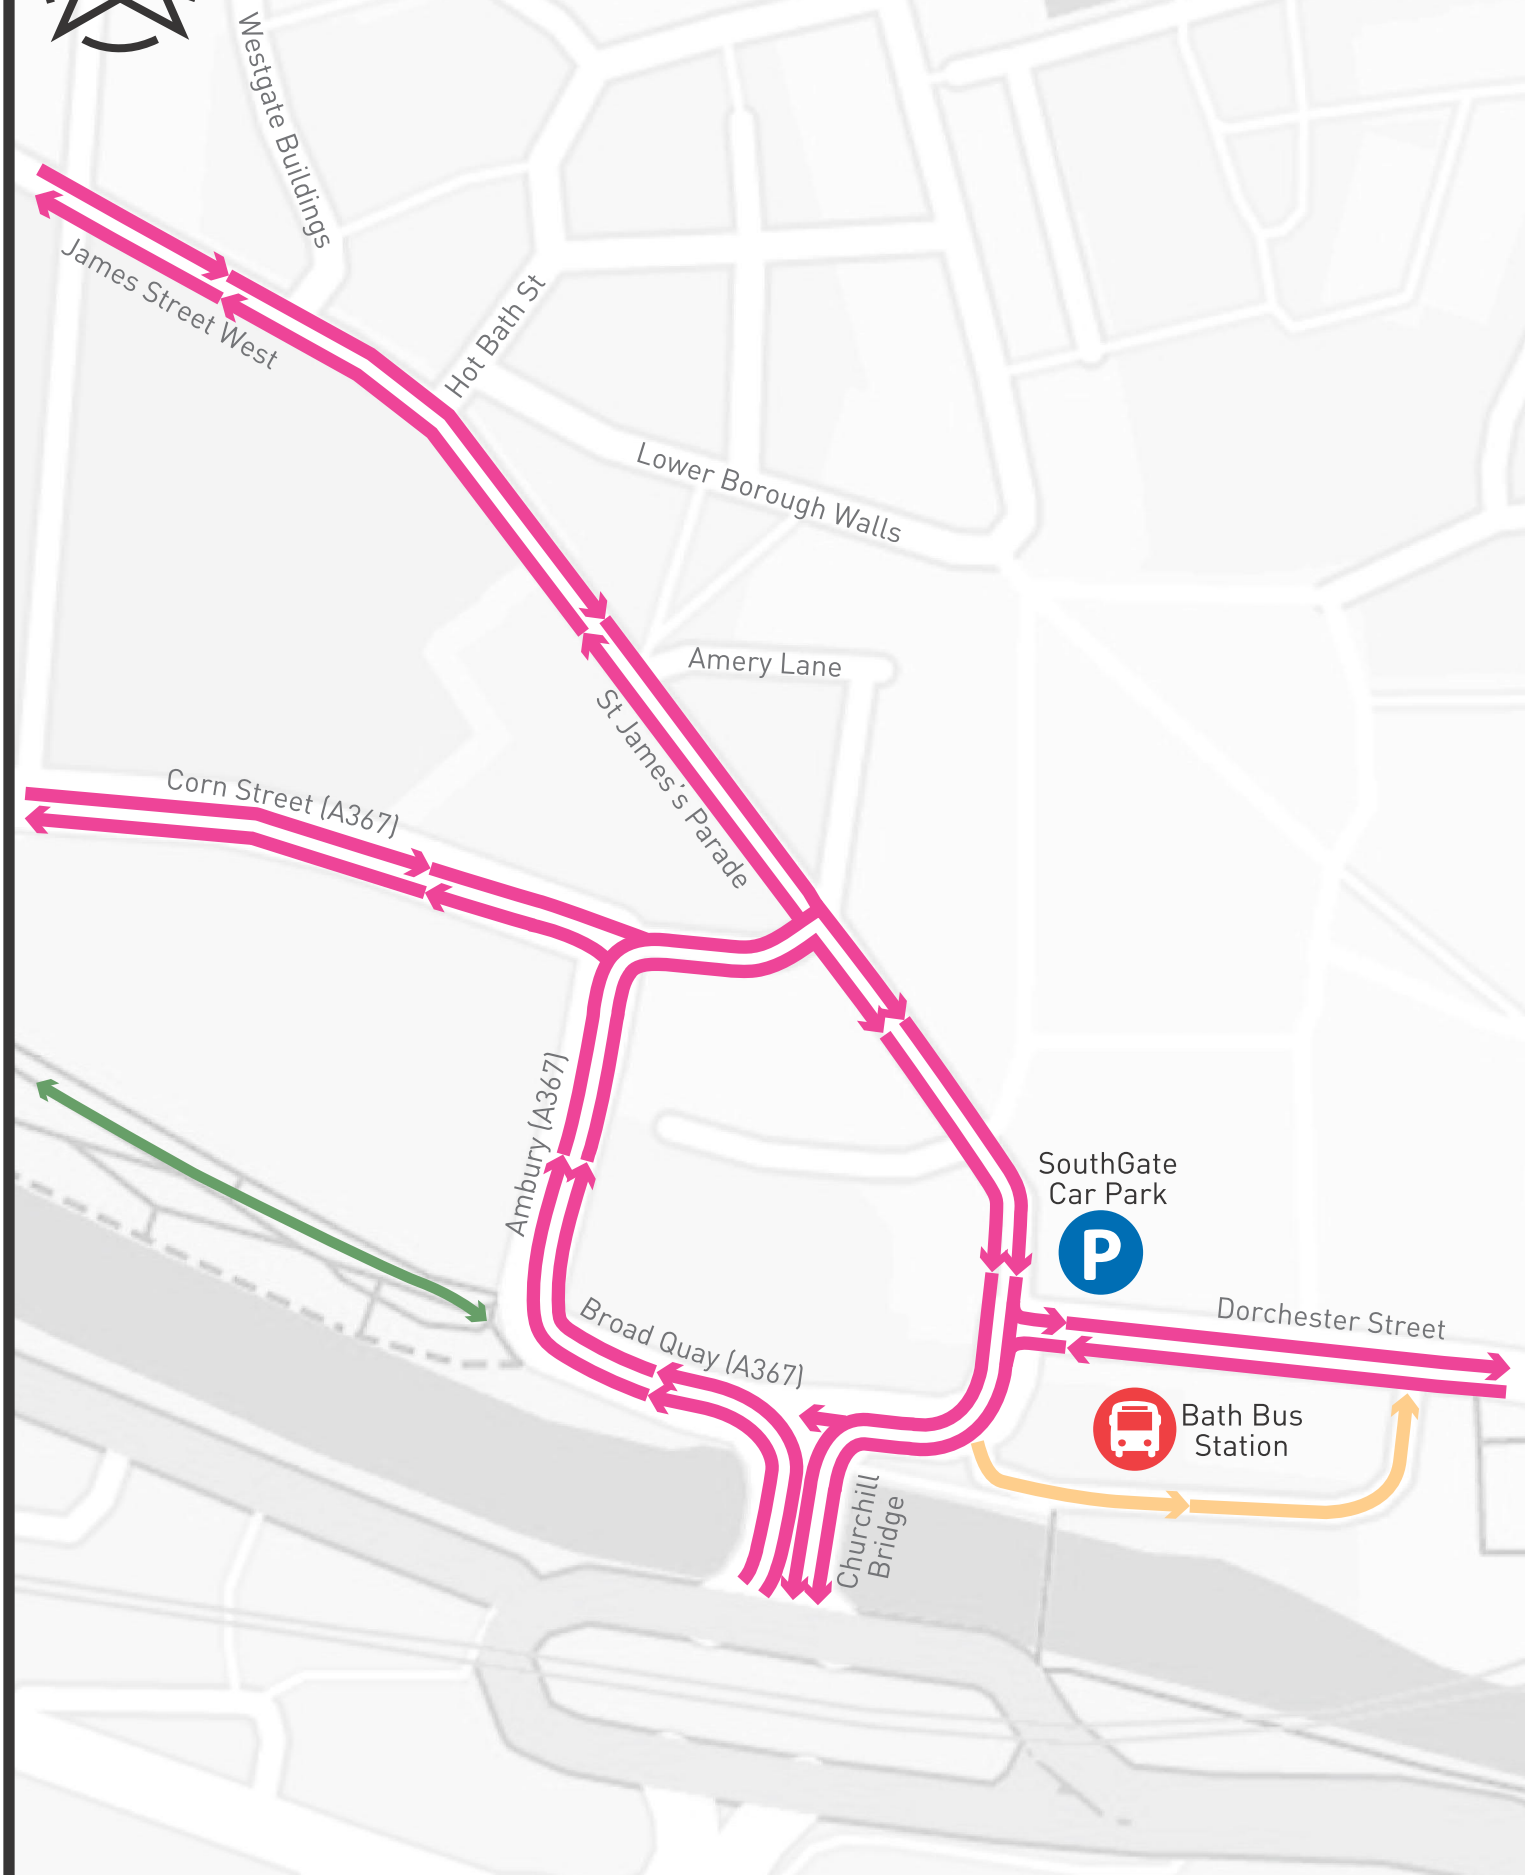 Westgate Buildings
James Street West
Hot Bath St
Lower Borough Walls
Amery Lane
St James's Parade
Corn Street (A367)
Ambury (A367)
SouthGate
Car Park
P
Broad Quay (A367)
Dorchester Street
Bath Bus
Station
Churchill
Bridge